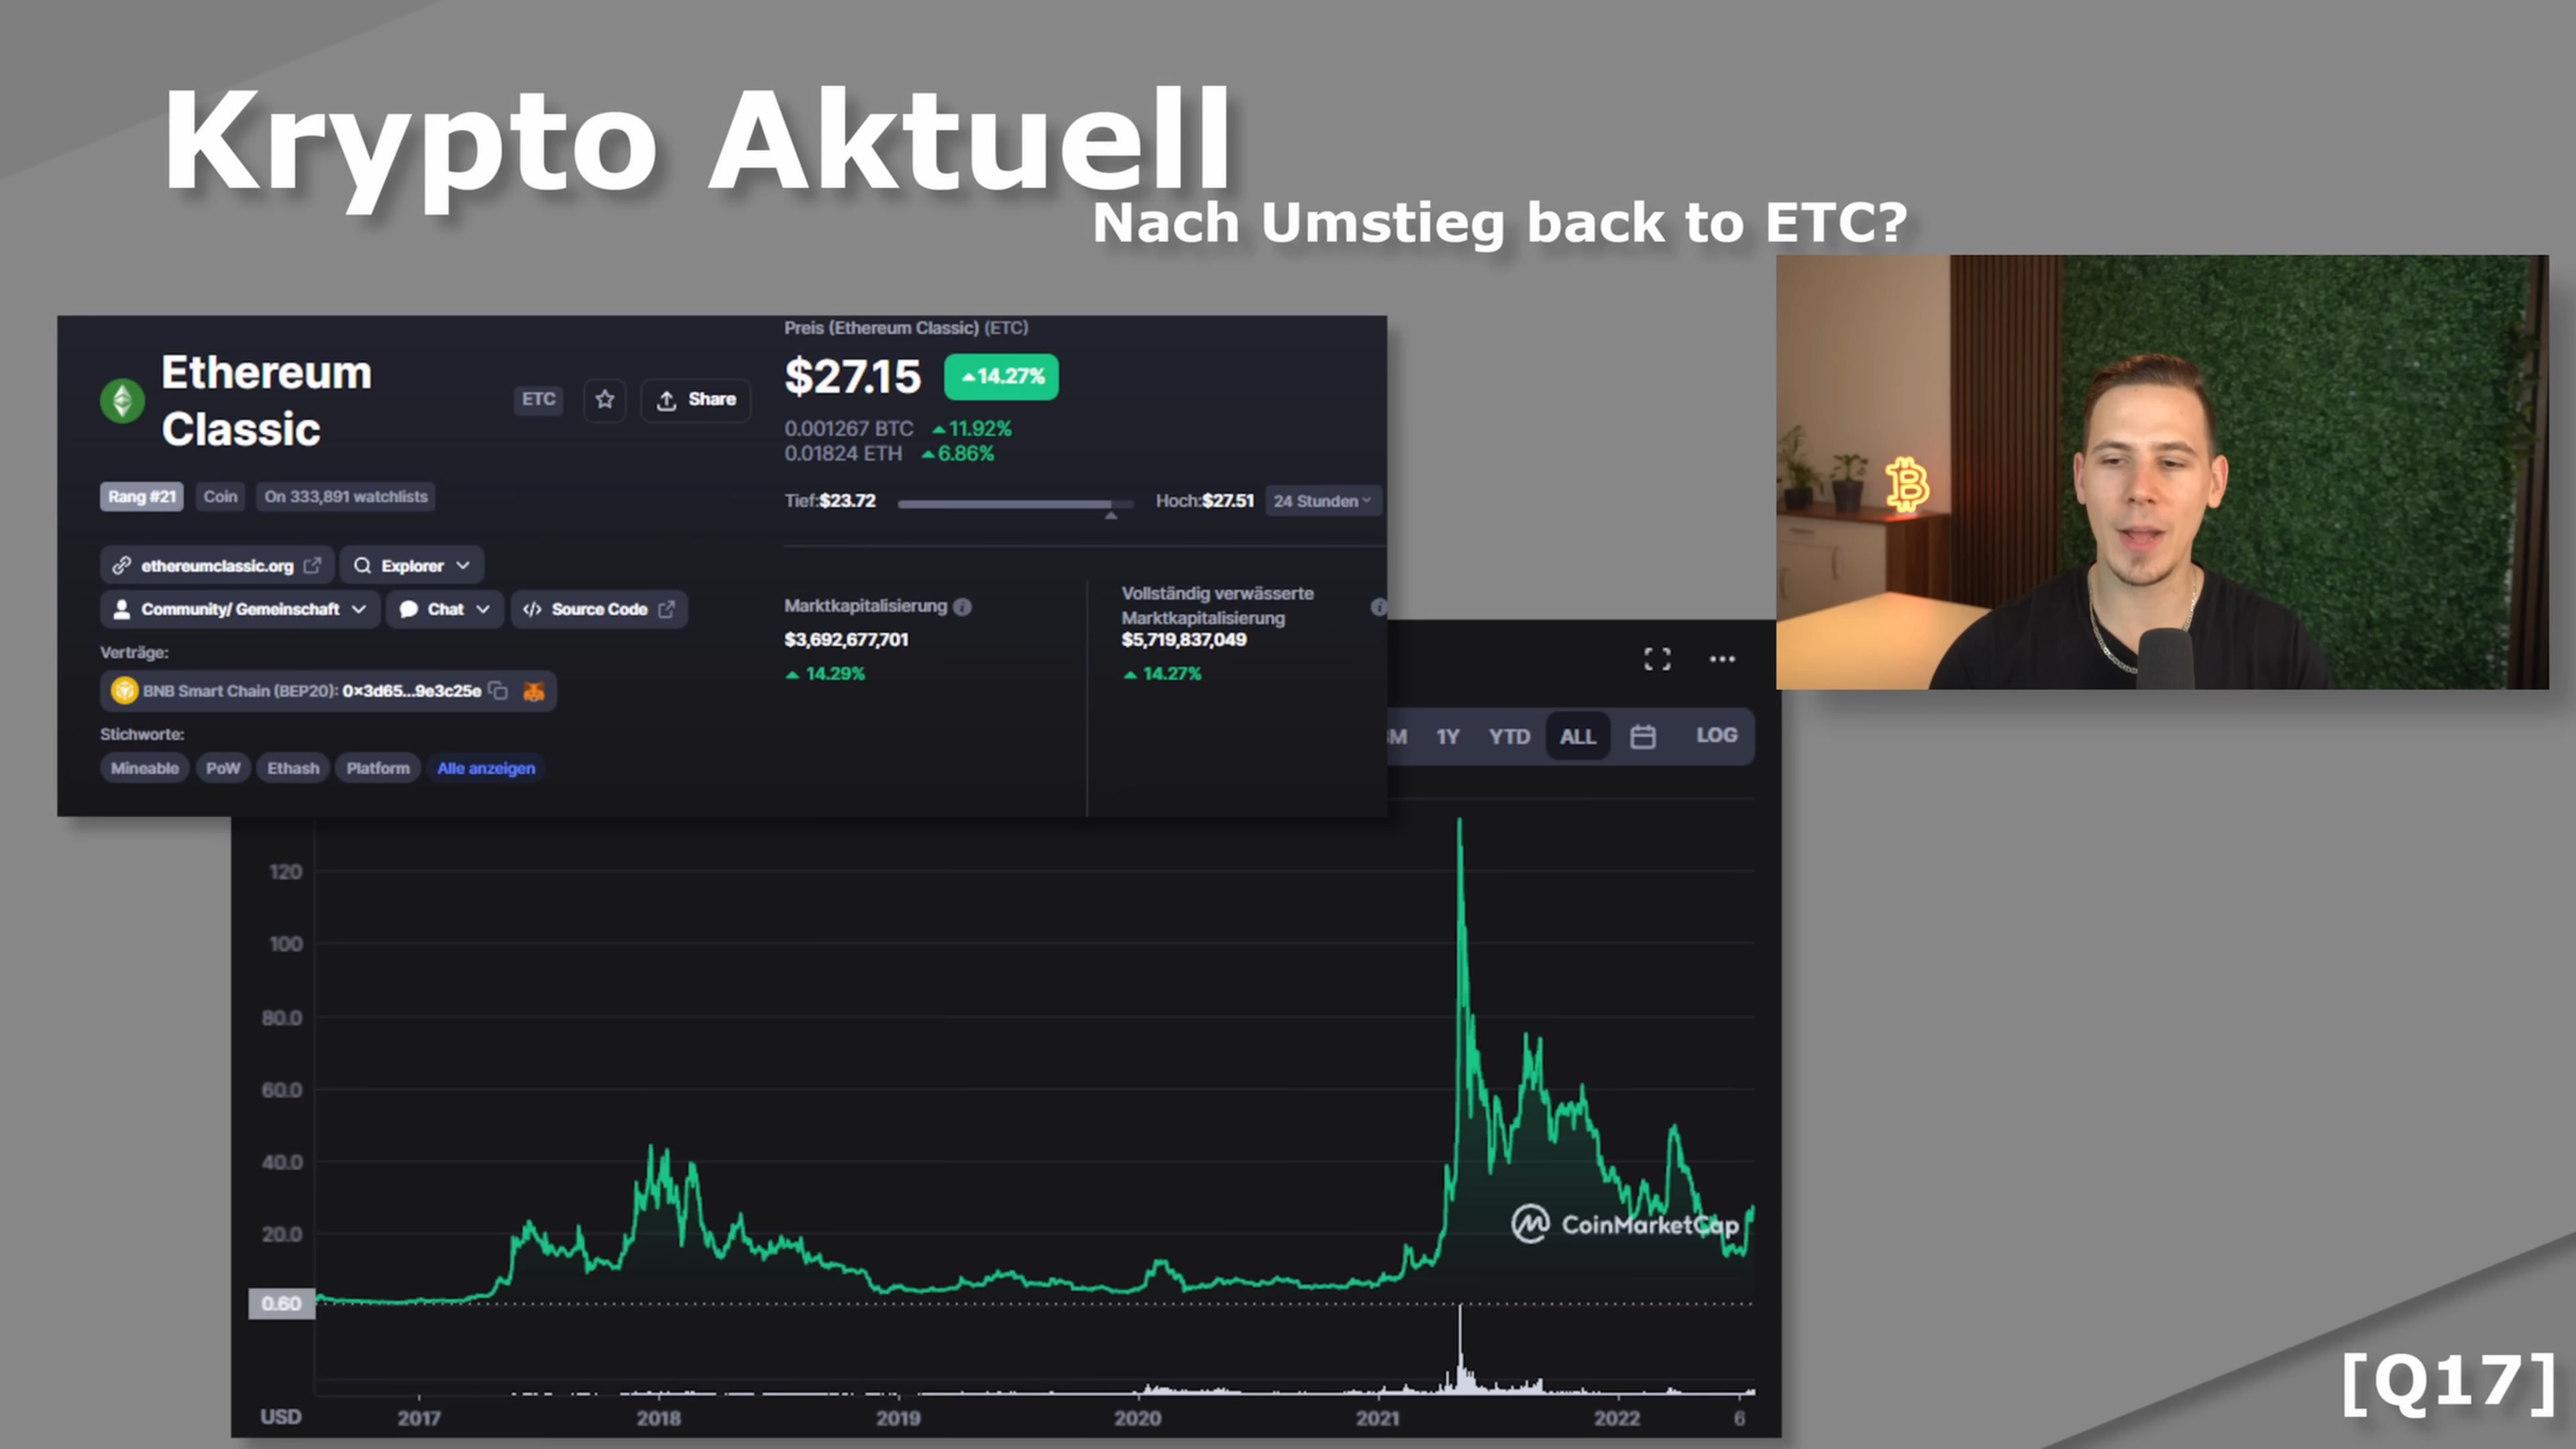 Krypto Aktuell
Nach Umstieg back to ETC?
Ethereum
Classic
ETC
Share
Rang #21
Coin
On 333,891 watchlists
ethereumclassic.org
Explorer
Community/ Gemeinschaft
Chat
Source Code
Verträge:
BNB Smart Chain (BEP20): 0x3d65...9e3c25e
Stichworte:
Mineable
PoW
Ethash
Platform
Alle anzeigen
Preis (Ethereum Classic) (ETC)
$27.15
14.27%
0.001267 BTC 11.92%
0.01824 ETH 6.86%
Tief:$23.72
Hoch:$27.51
24 Stunden
Marktkapitalisierung
$3,692,677,701
14.29%
Vollständig verwässerte
Marktkapitalisierung
$5,719,837,049
14.27%
1Y
YTD
ALL
LOG
120
100
80.0
60.0
40.0
20.0
0.60
CoinMarketCap
USD
2017
2018
2019
2020
2021
2022
6
[Q17]